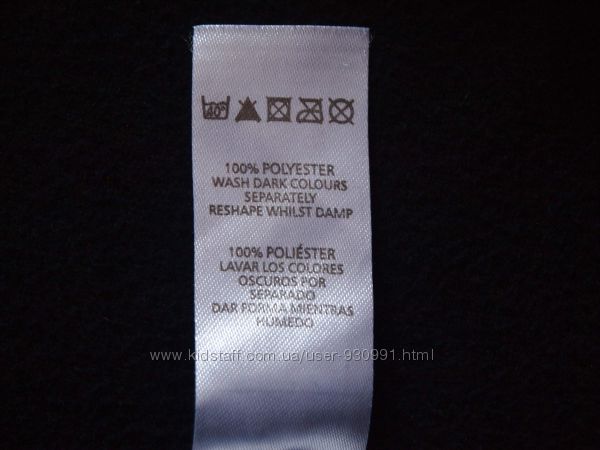 40°
100% POLYESTER
WASH DARK COLOURS
SEPARATELY
RESHAPE WHILST DAMP
100% POLIÉSTER
LAVAR LOS COLORES
OSCUROS POR
SEPARADO
DAR FORMA MIENTRAS
HUMEDO
www.kidstaff.com.ua/user-930991.html